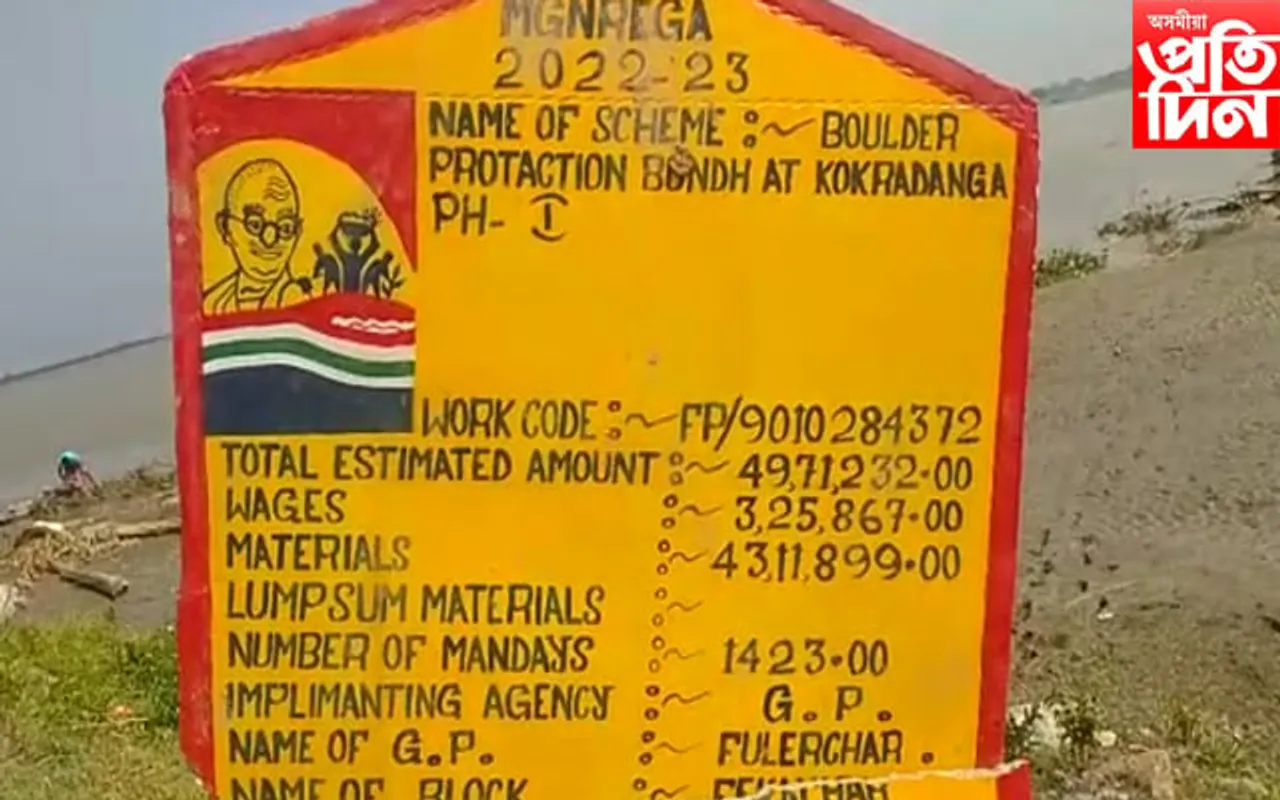 অসমীয়া
প্ৰতি
দিন
MGNREGA
2022-23
NAME OF SCHEME :~ BOULDER
PROTACTION BUNDH AT KOKRADANGA
PH- I
WORK CODE :~ FP/9010284372
TOTAL ESTIMATED AMOUNT :~ 49,71,232.00
WAGES :~ 3,25,867.00
MATERIALS :~ 43,11,899.00
LUMPSUM MATERIALS :~
NUMBER OF MANDAYS :~ 1423.00
IMPLIMANTING AGENCY :~ G.P.
NAME OF G.P. :~ FULERCHAR.
NAME OF BLOCK :~